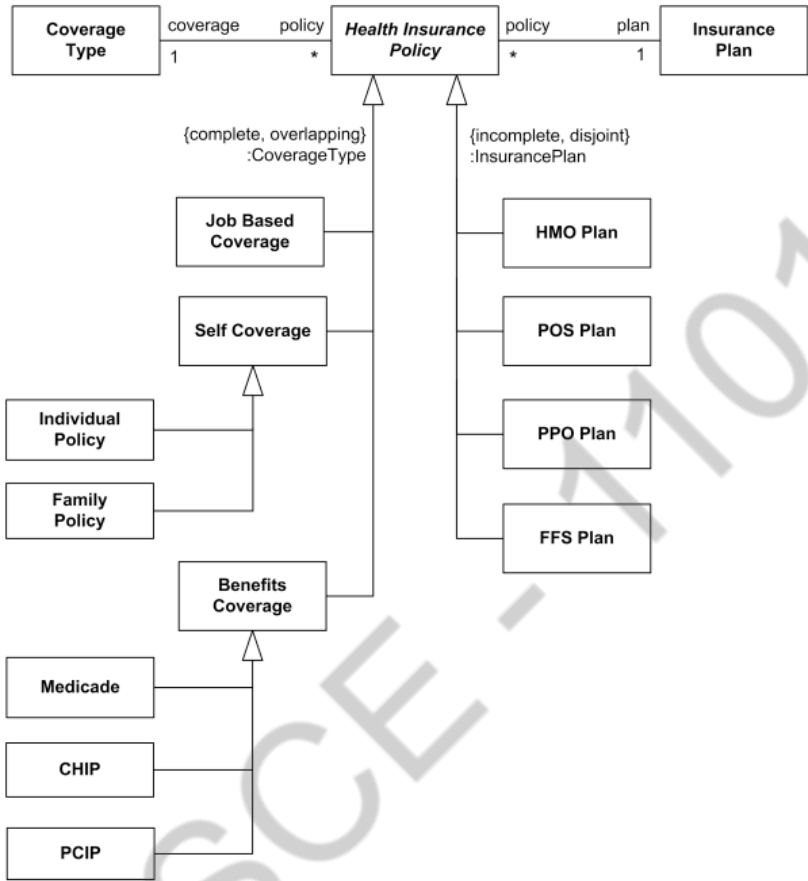 Coverage
Type
coverage
1
policy
*
Health Insurance
Policy
policy
*
plan
1
Insurance
Plan
{complete, overlapping}
:CoverageType
{incomplete, disjoint}
:InsurancePlan
Job Based
Coverage
HMO Plan
Self Coverage
POS Plan
Individual
Policy
PPO Plan
Family
Policy
FFS Plan
Benefits
Coverage
Medicade
CHIP
PCIP
SCE - 1101